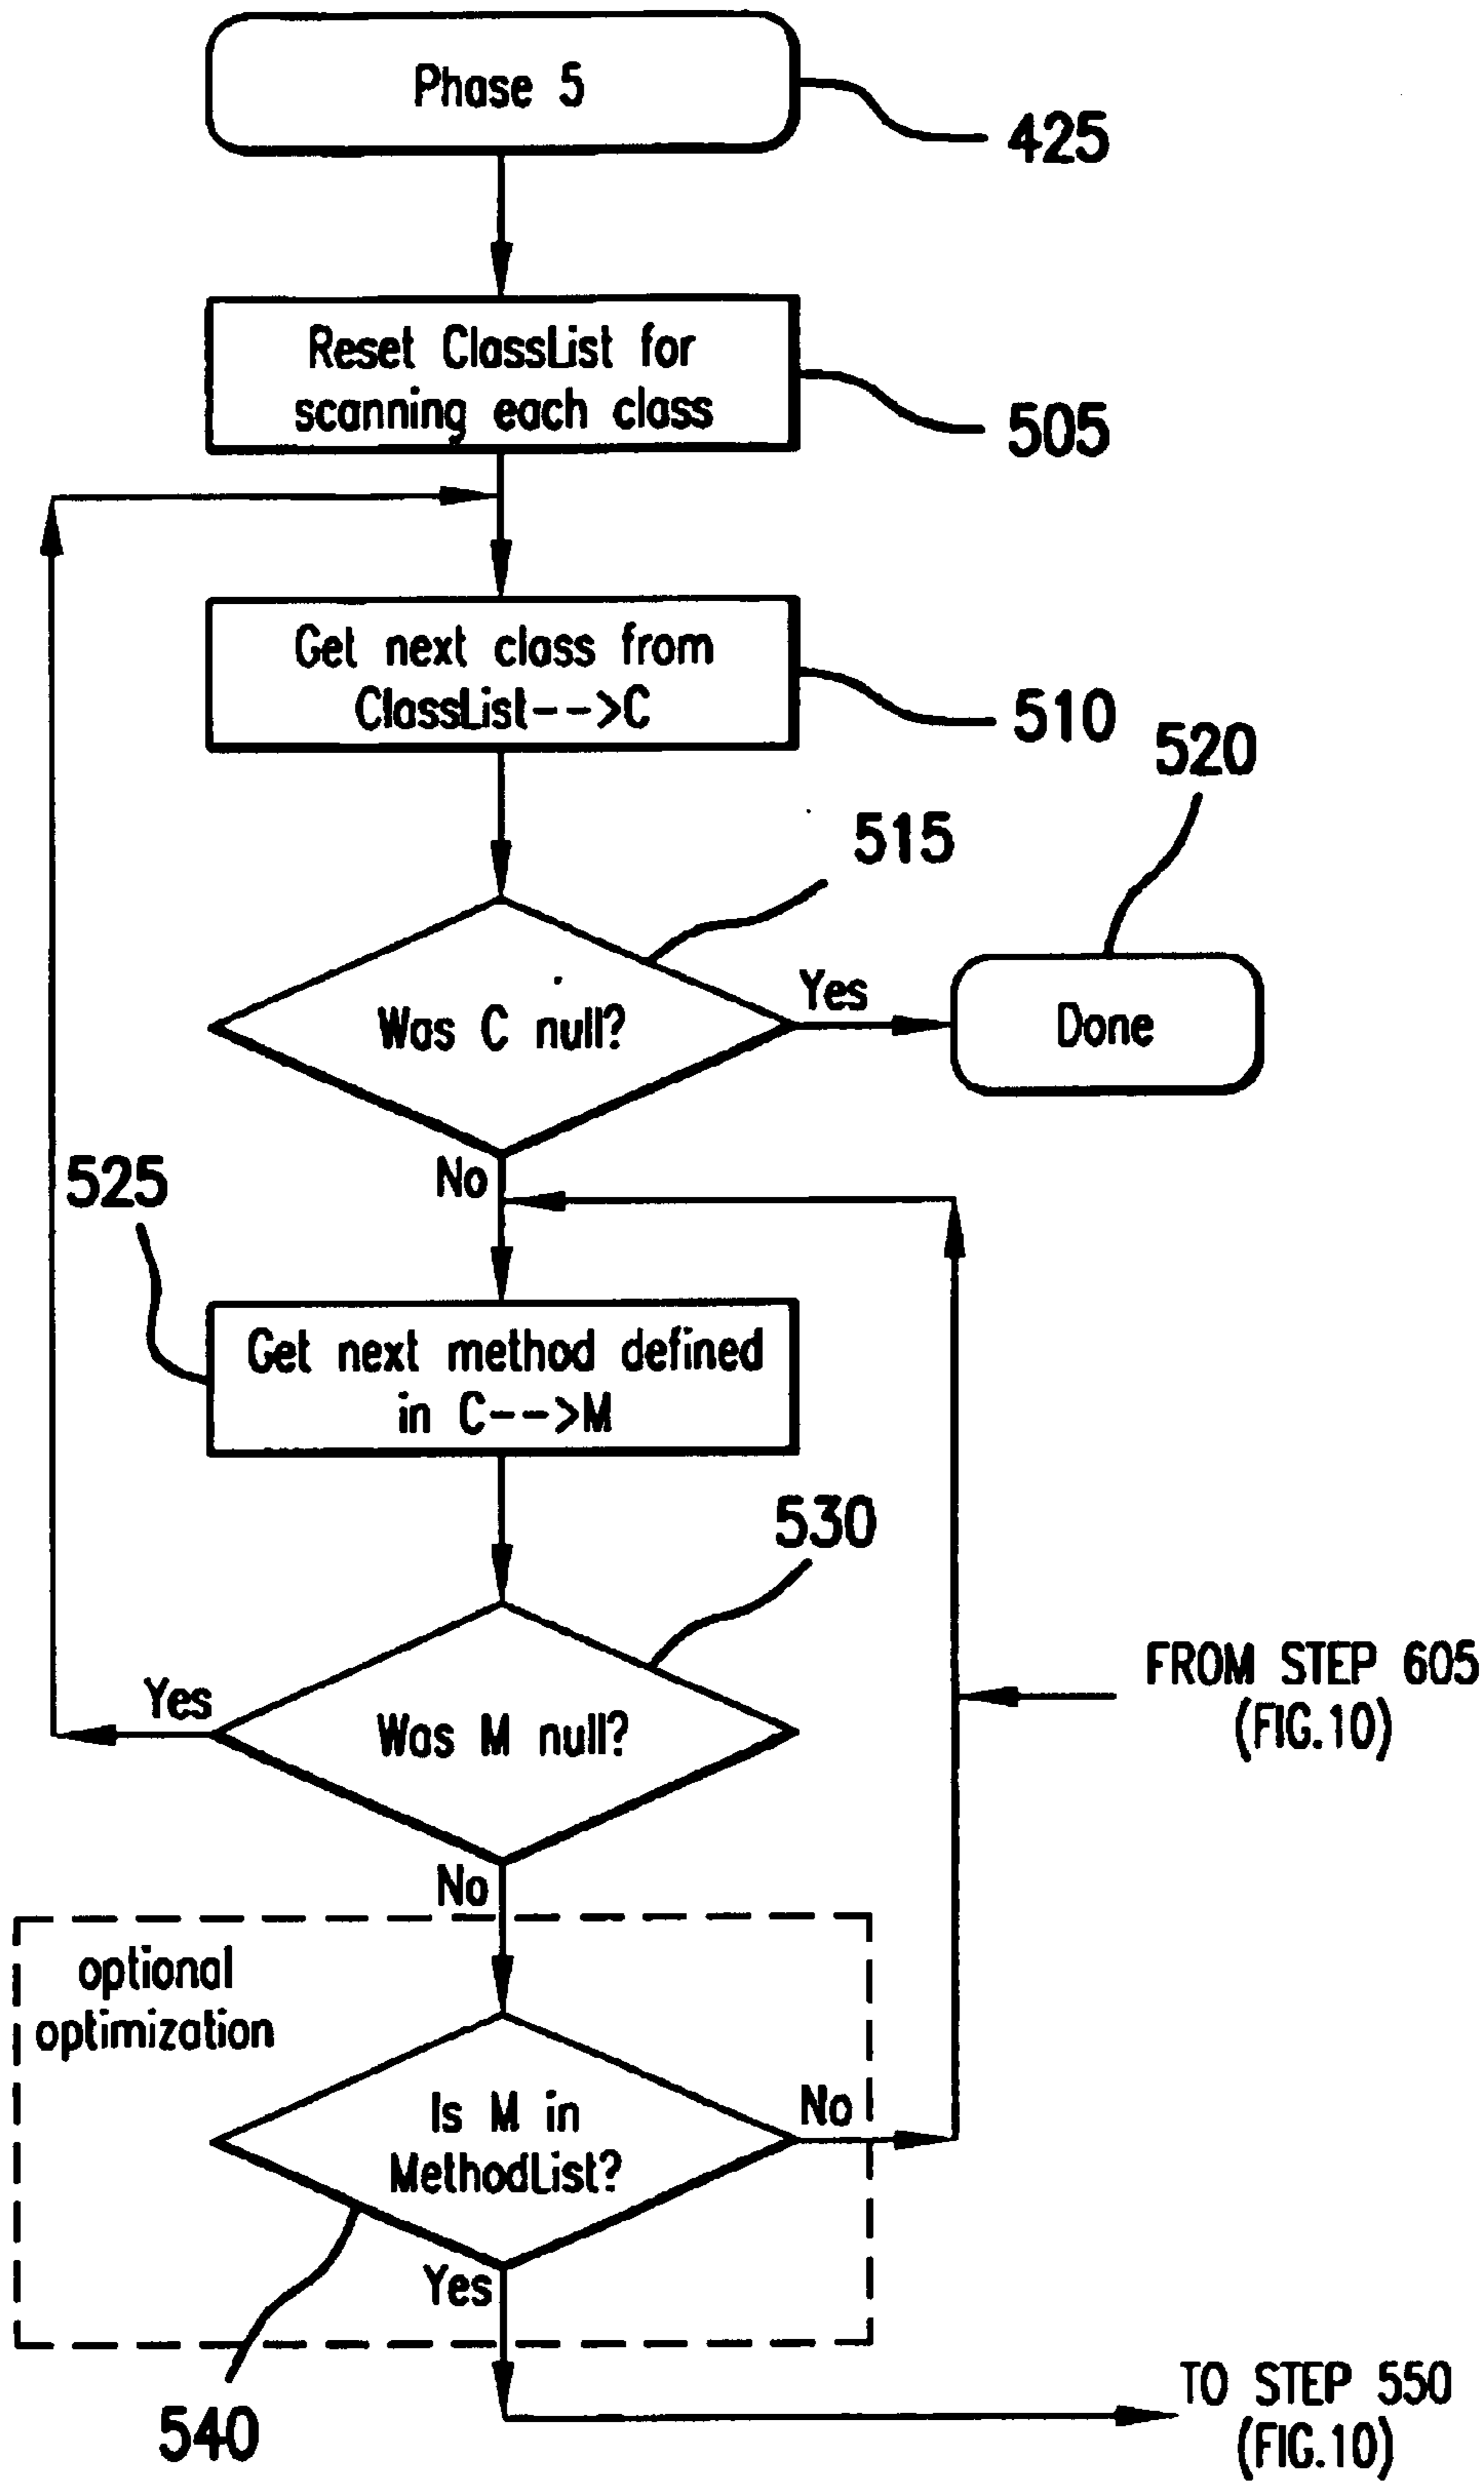 Phase 5
425
Reset ClassList for
scanning each class
505
Get next class from
ClassList-->C
510
520
515
Was C null?
Yes
Done
No
525
Get next method defined
in C-->M
530
Yes
Was M null?
FROM STEP 605
(FIG.10)
No
optional
optimization
Is M in
MethodList?
No
Yes
540
TO STEP 550
(FIG.10)